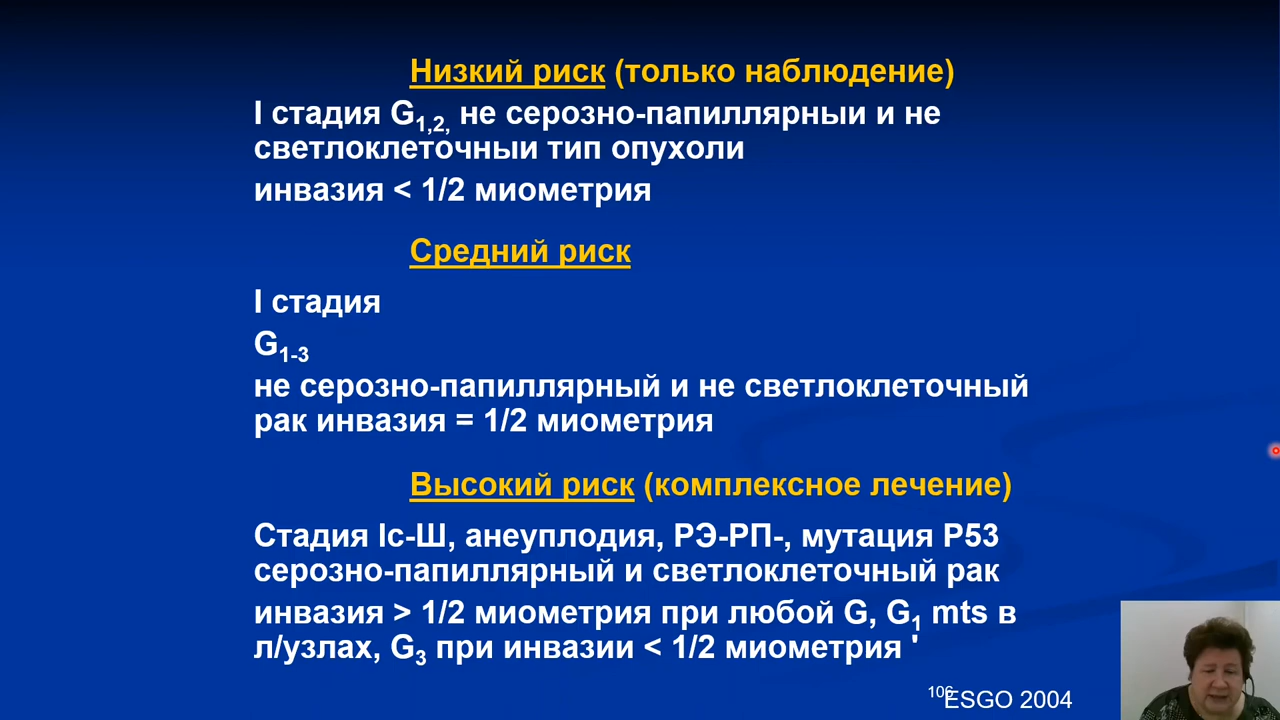 Низкий риск (только наблюдение)
I стадия G1,2, не серозно-папиллярныи и не
светлоклеточныи тип опухоли
инвазия < 1/2 миометрия
Средний риск
I стадия
G1-3
не серозно-папиллярный и не светлоклеточный
рак инвазия = 1/2 миометрия
Высокий риск (комплексное лечение)
Стадия Ic-Ш, анеуплодия, РЭ-РП-, мутация Р53
серозно-папиллярный и светлоклеточный рак
инвазия > 1/2 миометрия при любой G, G1 mts в
л/узлах, G3 при инвазии < 1/2 миометрия '
106
ESGO 2004